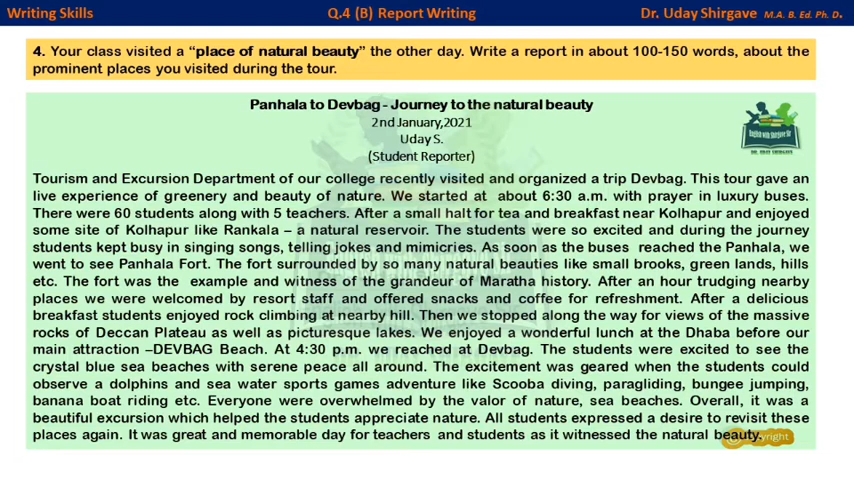 Writing Skills
Q.4 (B) Report Writing
Dr. Uday Shirgave M.A. B. Ed. Ph. D.
4. Your class visited a “place of natural beauty” the other day. Write a report in about 100-150 words, about the
prominent places you visited during the tour.
Panhala to Devbag - Journey to the natural beauty
2nd January,2021
Uday S.
(Student Reporter)
English with Shirgave Sir
DR. UDAY SHIRGAVE
Tourism and Excursion Department of our college recently visited and organized a trip Devbag. This tour gave an
live experience of greenery and beauty of nature. We started at about 6:30 a.m. with prayer in luxury buses.
There were 60 students along with 5 teachers. After a small halt for tea and breakfast near Kolhapur and enjoyed
some site of Kolhapur like Rankala – a natural reservoir. The students were so excited and during the journey
students kept busy in singing songs, telling jokes and mimicries. As soon as the buses reached the Panhala, we
went to see Panhala Fort. The fort surrounded by so many natural beauties like small brooks, green lands, hills
etc. The fort was the example and witness of the grandeur of Maratha history. After an hour trudging nearby
places we were welcomed by resort staff and offered snacks and coffee for refreshment. After a delicious
breakfast students enjoyed rock climbing at nearby hill. Then we stopped along the way for views of the massive
rocks of Deccan Plateau as well as picturesque lakes. We enjoyed a wonderful lunch at the Dhaba before our
main attraction –DEVBAG Beach. At 4:30 p.m. we reached at Devbag. The students were excited to see the
crystal blue sea beaches with serene peace all around. The excitement was geared when the students could
observe a dolphins and sea water sports games adventure like Scooba diving, paragliding, bungee jumping,
banana boat riding etc. Everyone were overwhelmed by the valor of nature, sea beaches. Overall, it was a
beautiful excursion which helped the students appreciate nature. All students expressed a desire to revisit these
places again. It was great and memorable day for teachers and students as it witnessed the natural beauty.